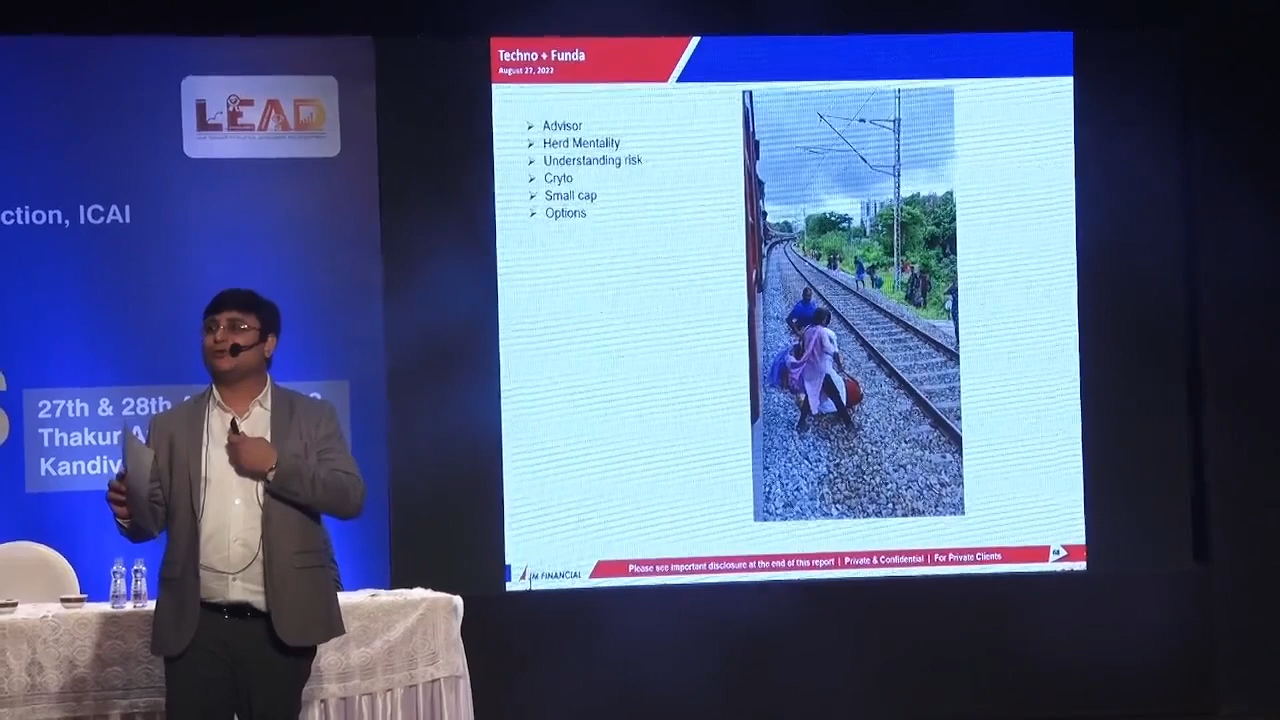 LEAD
ction, ICAI
27th & 28th
Thakur
Kandiv
Techno + Funda
August 27, 2022
➢ Advisor
➢ Herd Mentality
➢ Understanding risk
➢ Cryto
➢ Small cap
➢ Options
JM FINANCIAL
Please see important disclosure at the end of this report | Private & Confidential | For Private Clients
68